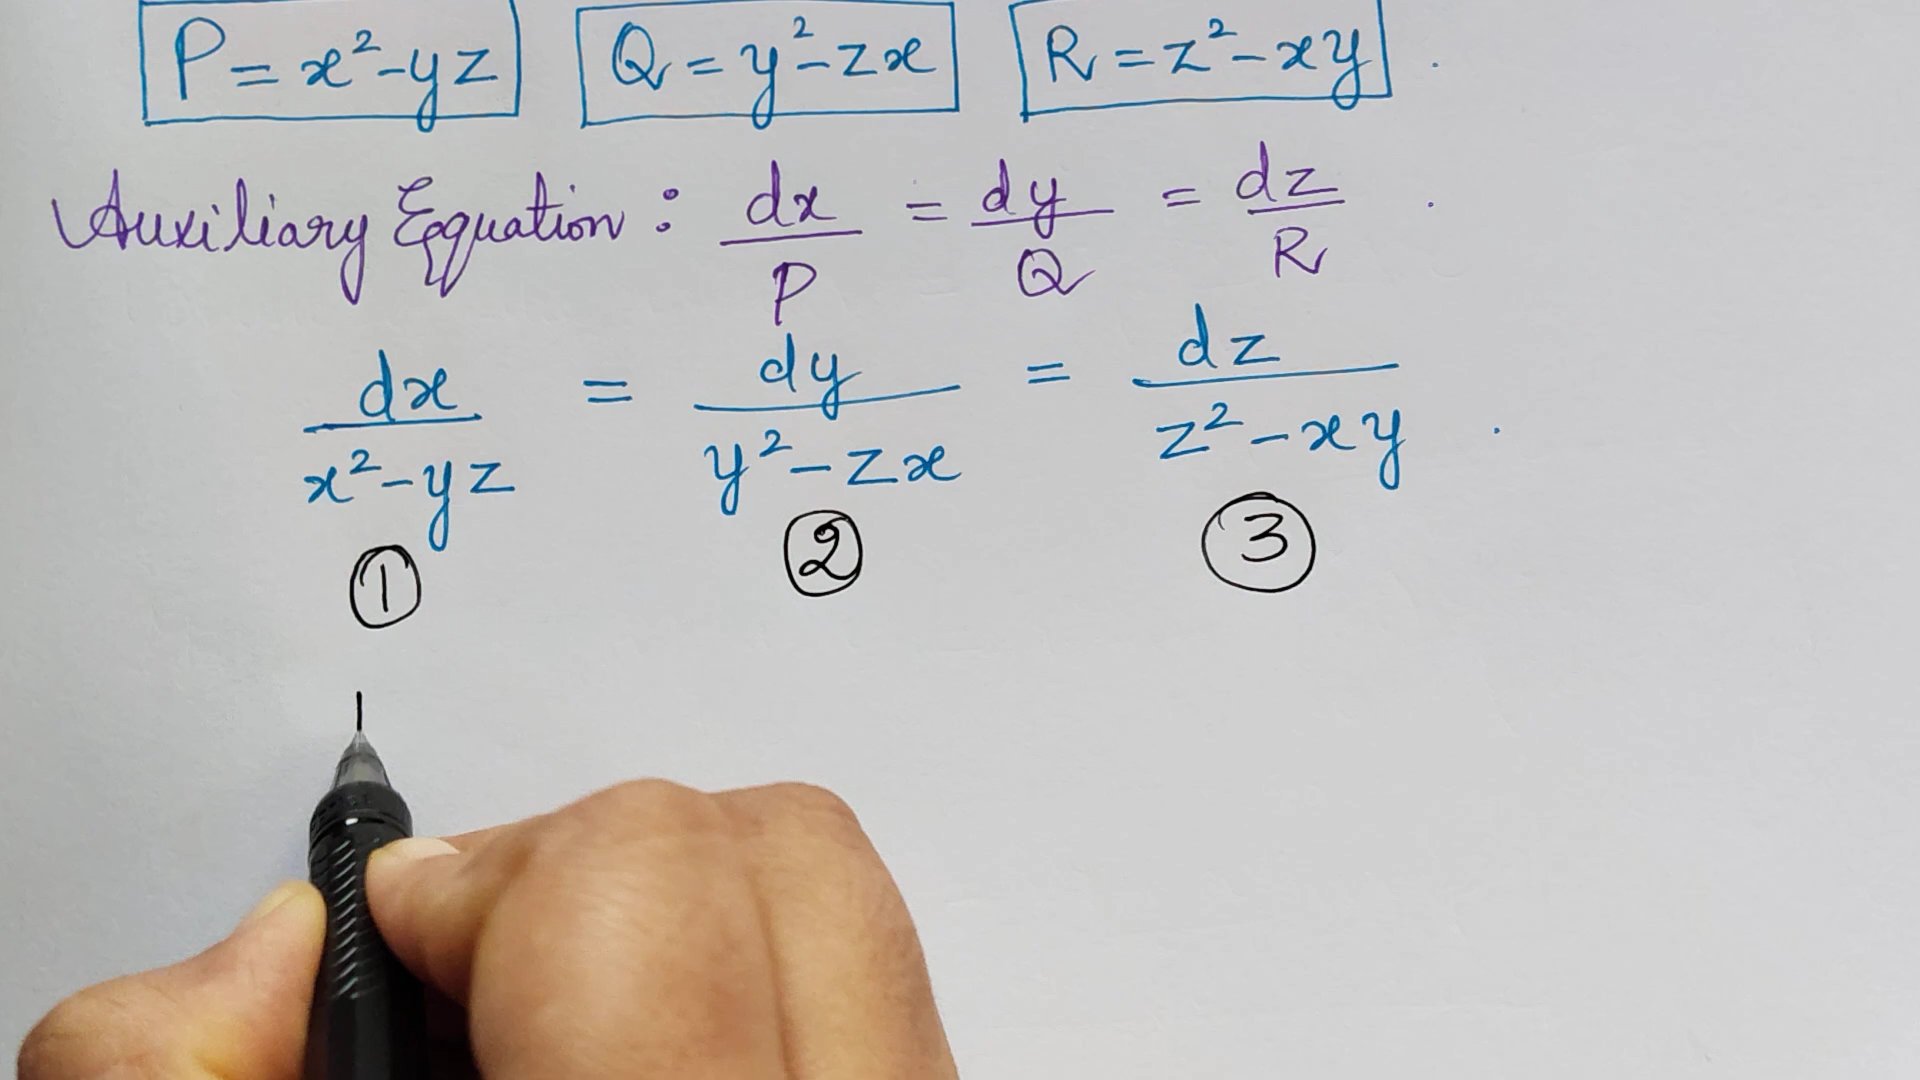 P = x² - yz   Q = y² - zx   R = z² - xy .
Auxiliary Equation : dx/P = dy/Q = dz/R .
dx/(x² - yz) = dy/(y² - zx) = dz/(z² - xy) .
① ② ③